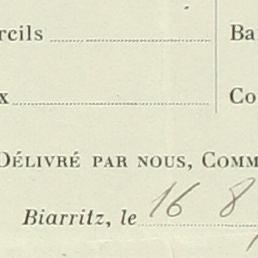 rcils Ba
x Co
Délivré par nous, Comm
Biarritz, le 16 8